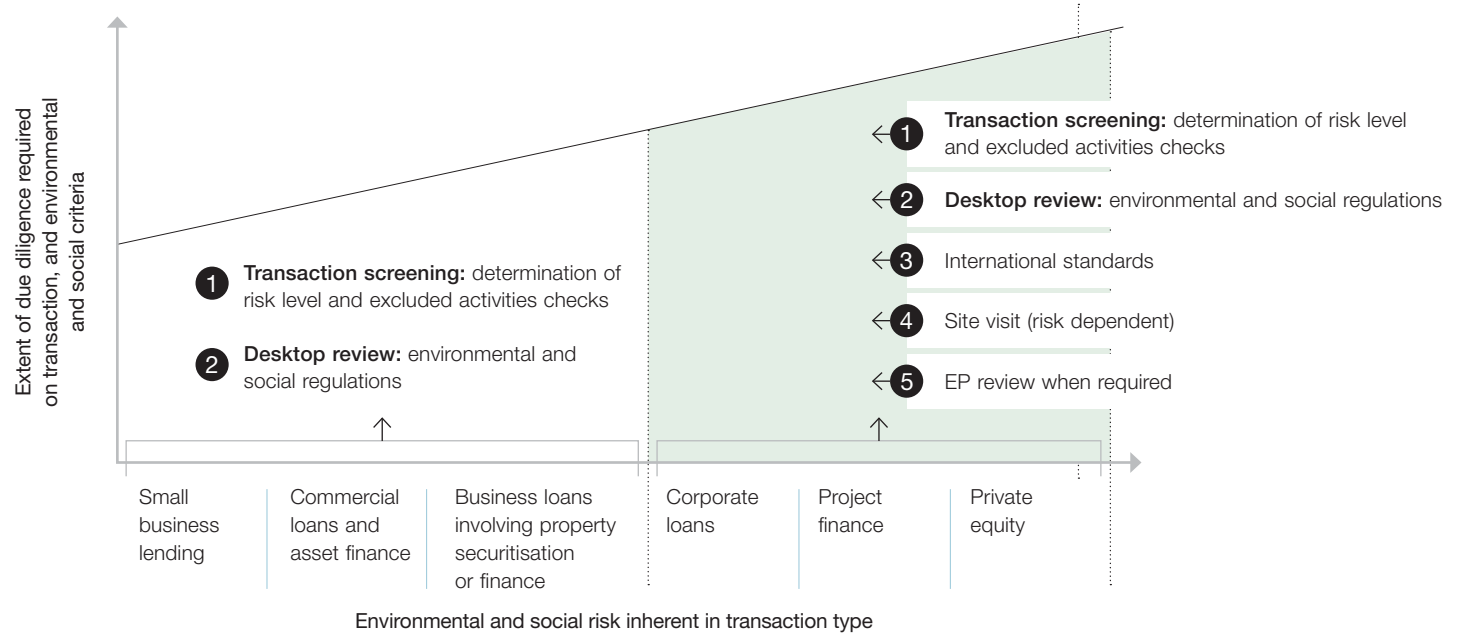 Extent of due diligence required
on transaction, and environmental
and social criteria
1
Transaction screening: determination of
risk level and excluded activities checks
2
Desktop review: environmental and
social regulations
1
Transaction screening: determination of risk level
and excluded activities checks
2
Desktop review: environmental and social regulations
3
International standards
4
Site visit (risk dependent)
5
EP review when required
Small
business
lending
Commercial
loans and
asset finance
Business loans
involving property
securitisation
or finance
Corporate
loans
Project
finance
Private
equity
Environmental and social risk inherent in transaction type